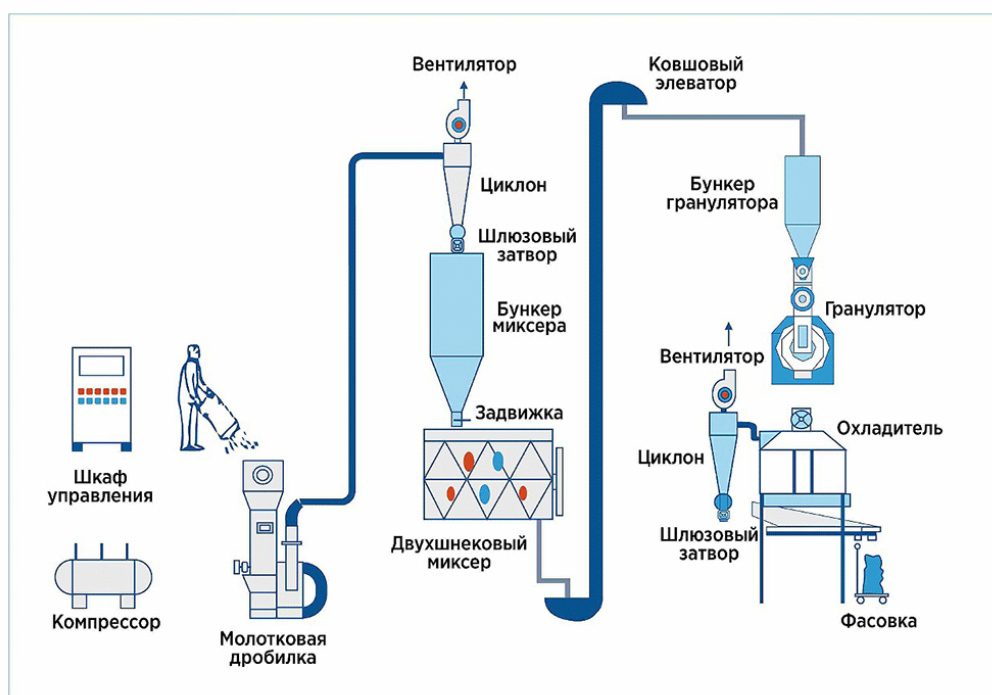 Вентилятор
Циклон
Шлюзовый
затвор
Бункер
миксера
Задвижка
Двухшнековый
миксер
Ковшовый
элеватор
Бункер
гранулятора
Гранулятор
Вентилятор
Циклон
Шлюзовый
затвор
Охладитель
Фасовка
Шкаф
управления
Компрессор
Молотковая
дробилка